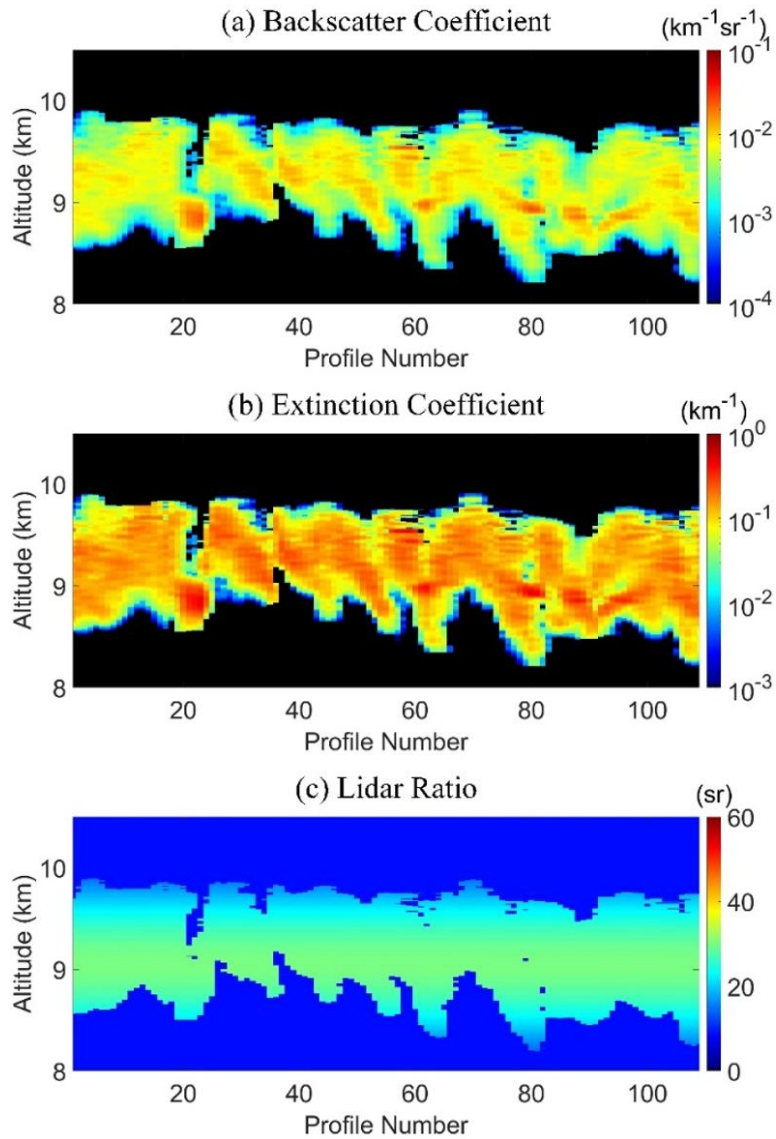 (a) Backscatter Coefficient (km⁻¹sr⁻¹)
10⁻¹
10
10⁻²
Altitude (km)
9
10⁻³
8
10⁻⁴
20 40 60 80 100
Profile Number
(b) Extinction Coefficient (km⁻¹)
10⁰
10
10⁻¹
Altitude (km)
9
10⁻²
8
10⁻³
20 40 60 80 100
Profile Number
(c) Lidar Ratio (sr)
60
10
40
Altitude (km)
9
20
8
0
20 40 60 80 100
Profile Number